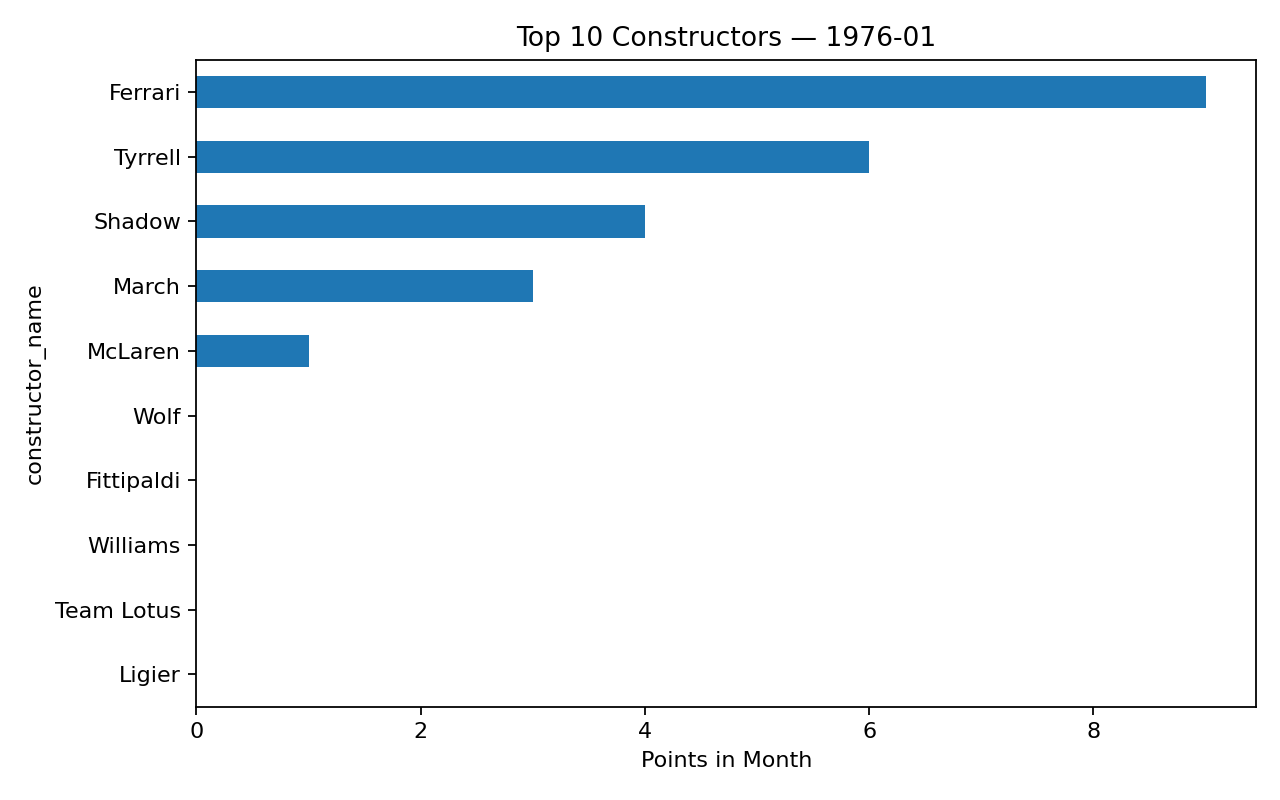 Top 10 Constructors — 1976-01
constructor_name
Ferrari
Tyrrell
Shadow
March
McLaren
Wolf
Fittipaldi
Williams
Team Lotus
Ligier
0 2 4 6 8
Points in Month